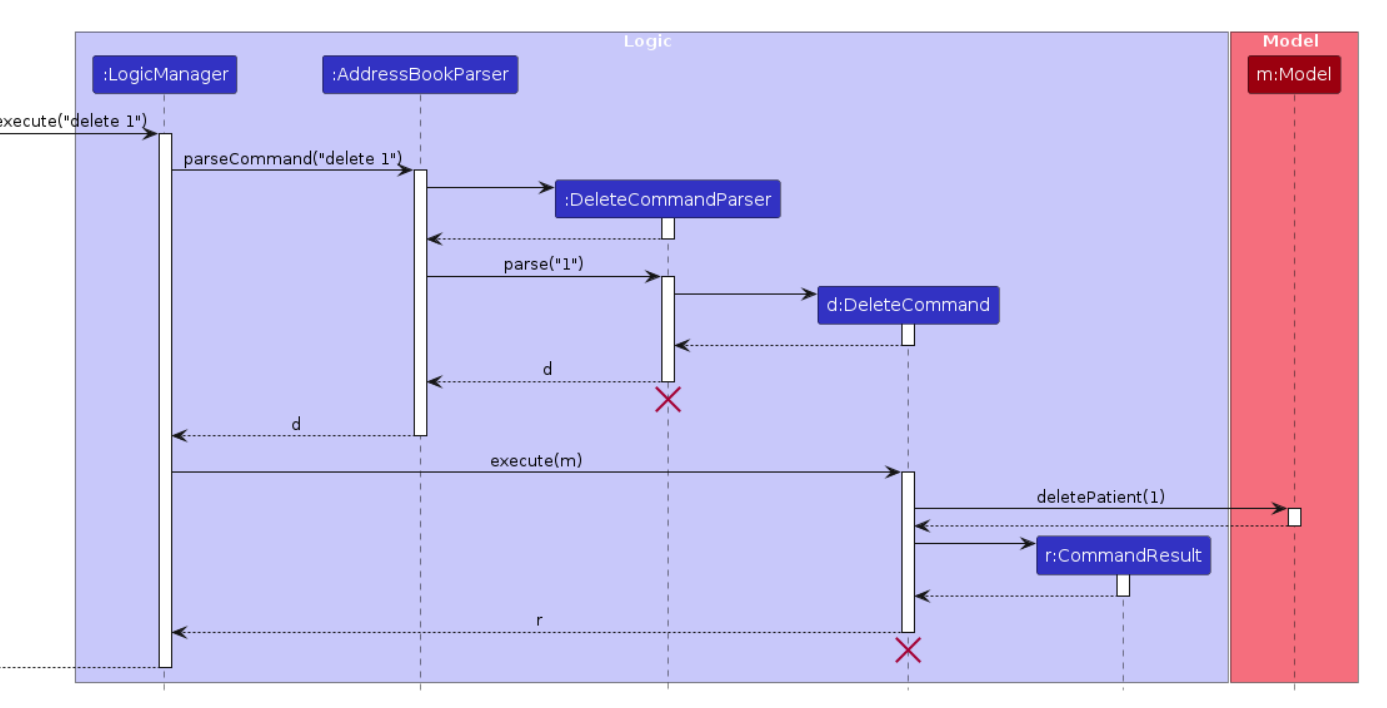 Logic
Model
:LogicManager
:AddressBookParser
m:Model
execute("delete 1")
parseCommand("delete 1")
:DeleteCommandParser
parse("1")
d:DeleteCommand
d
d
execute(m)
deletePatient(1)
r:CommandResult
r